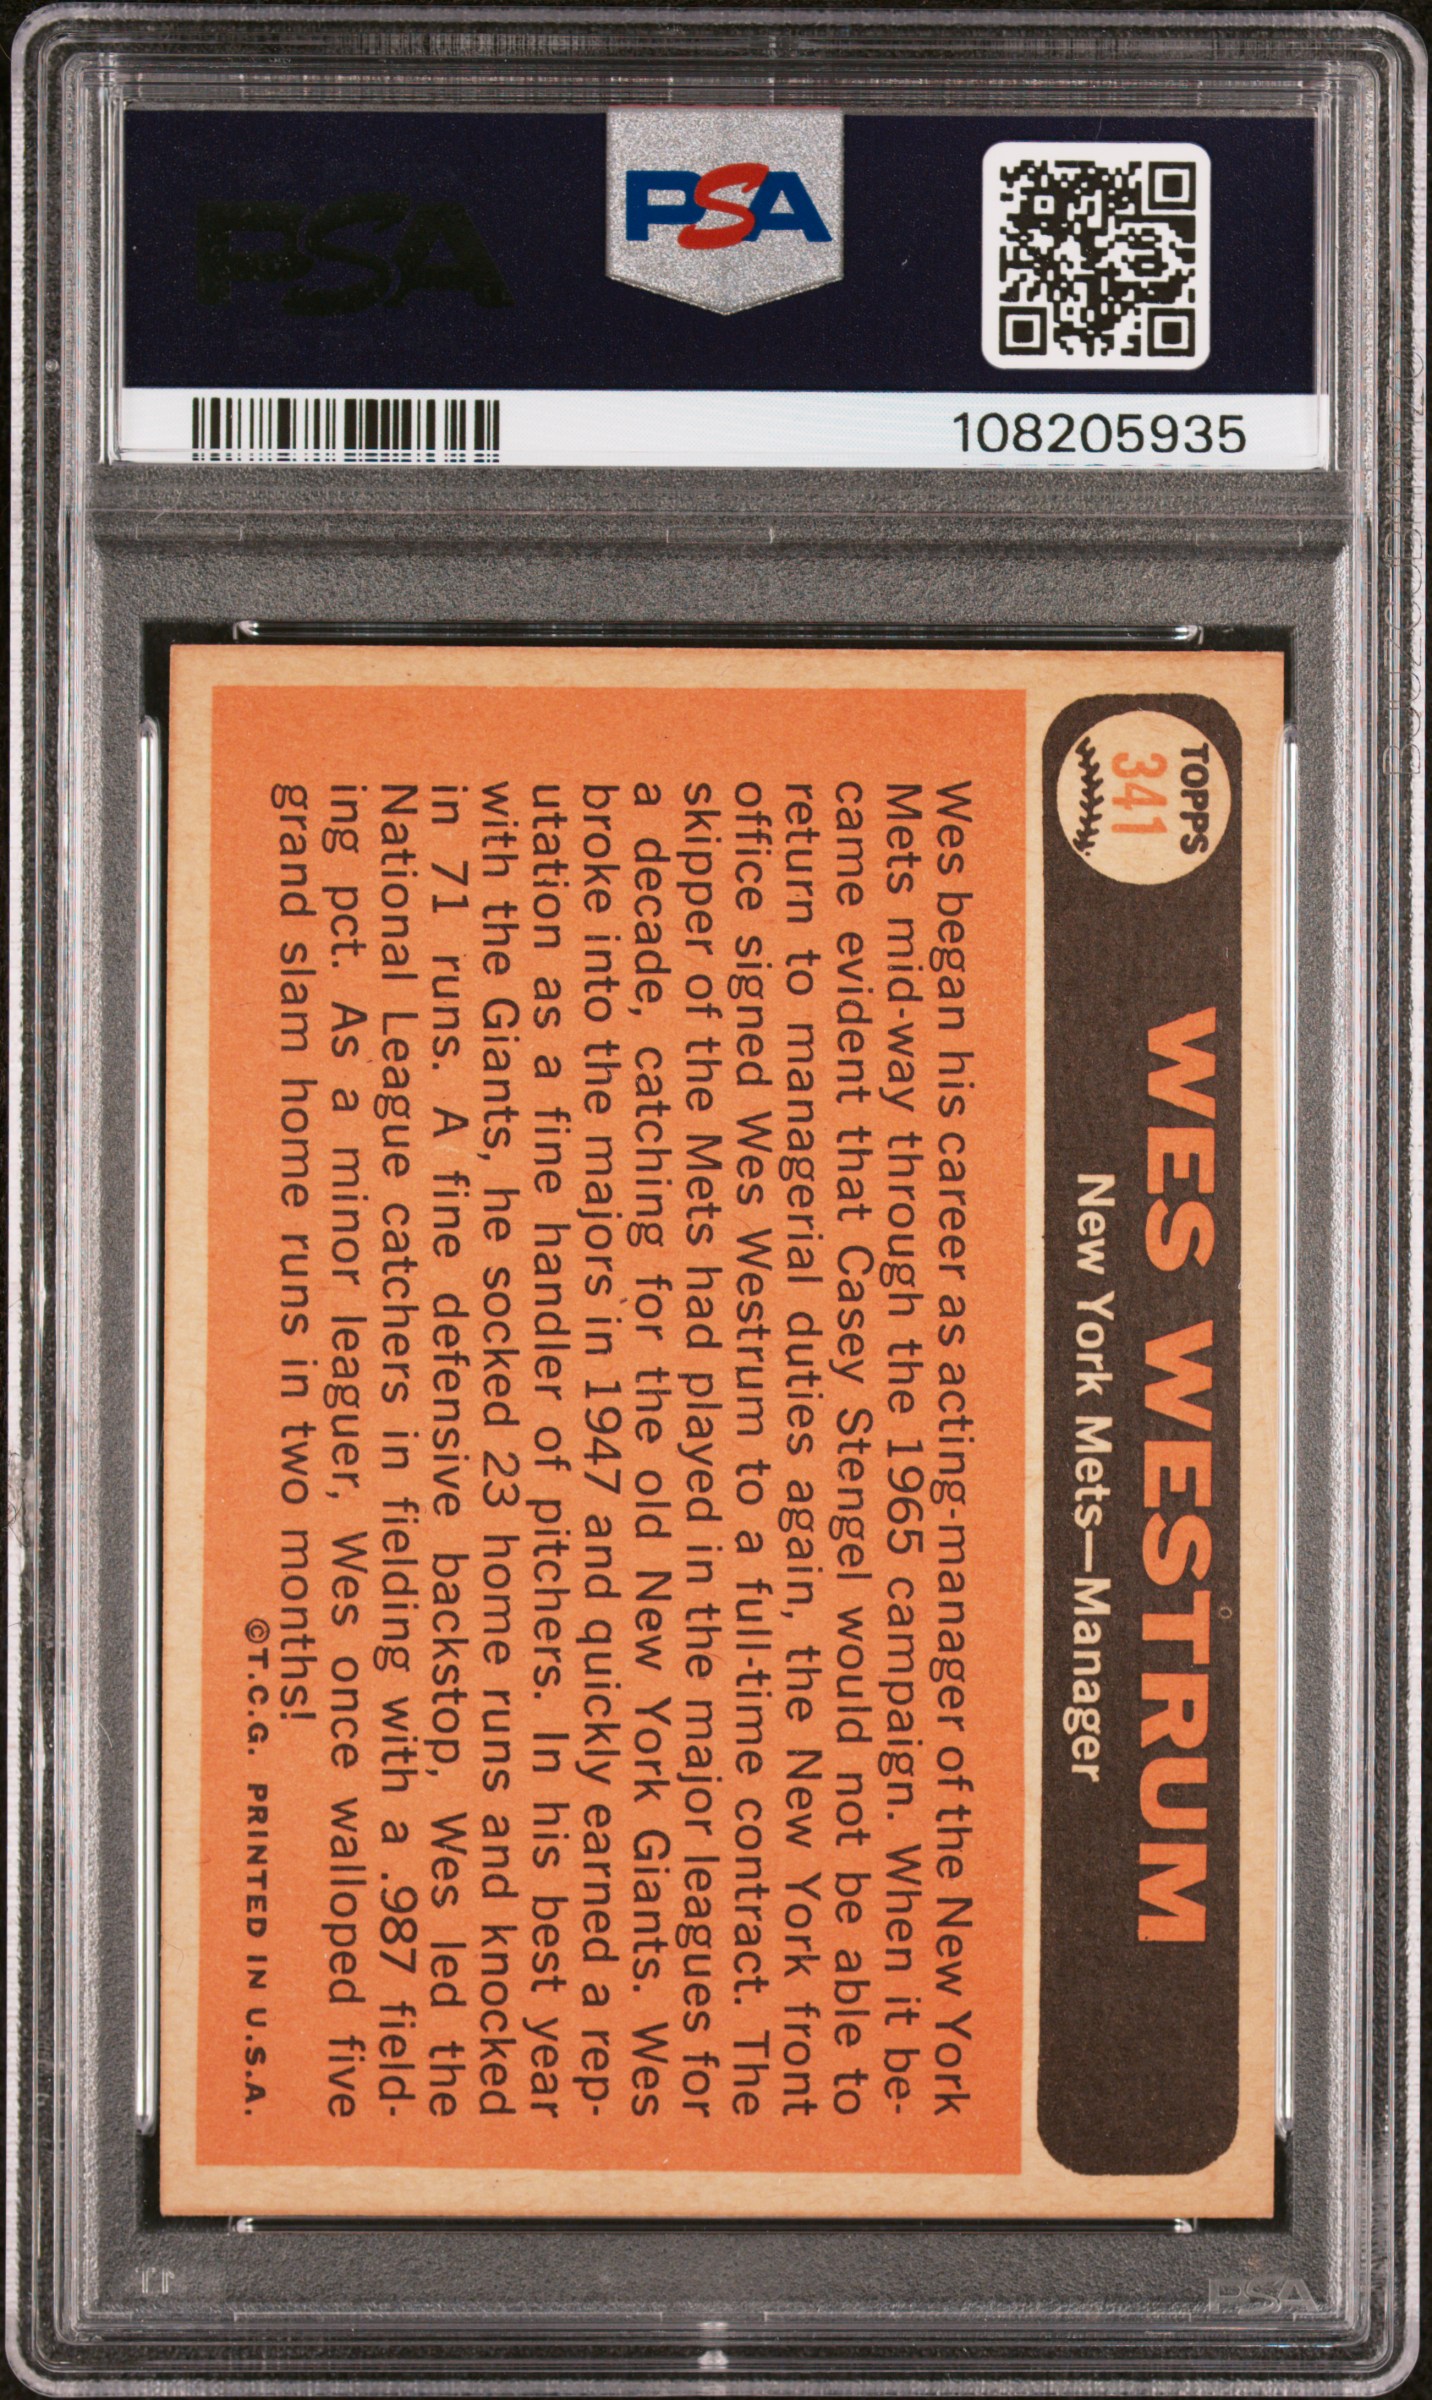 PSA
PSA
108205935
TOPPS
341
WES WESTRUM
New York Mets—Manager
Wes began his career as acting-manager of the New York
Mets mid-way through the 1965 campaign. When it be-
came evident that Casey Stengel would not be able to
return to managerial duties again, the New York front
office signed Wes Westrum to a full-time contract. The
skipper of the Mets had played in the major leagues for
a decade, catching for the old New York Giants. Wes
broke into the majors in 1947 and quickly earned a rep-
utation as a fine handler of pitchers. In his best year
with the Giants, he socked 23 home runs and knocked
in 71 runs. A fine defensive backstop, Wes led the
National League catchers in fielding with a .987 field-
ing pct. As a minor leaguer, Wes once walloped five
grand slam home runs in two months!
©T.C.G. PRINTED IN U.S.A.
PSA